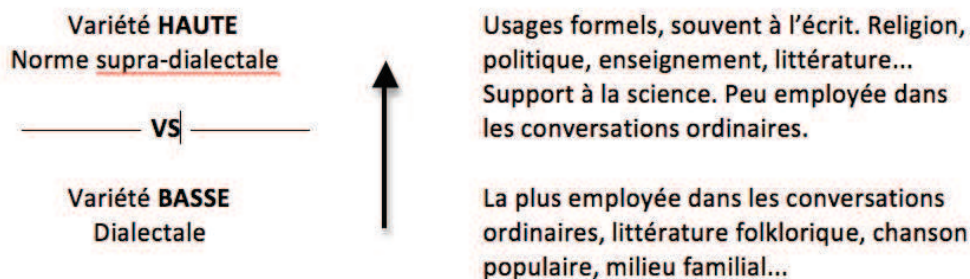 Variété HAUTE
Norme supra-dialectale
VS
Variété BASSE
Dialectale
Usages formels, souvent à l’écrit. Religion,
politique, enseignement, littérature...
Support à la science. Peu employée dans
les conversations ordinaires.
La plus employée dans les conversations
ordinaires, littérature folklorique, chanson
populaire, milieu familial...